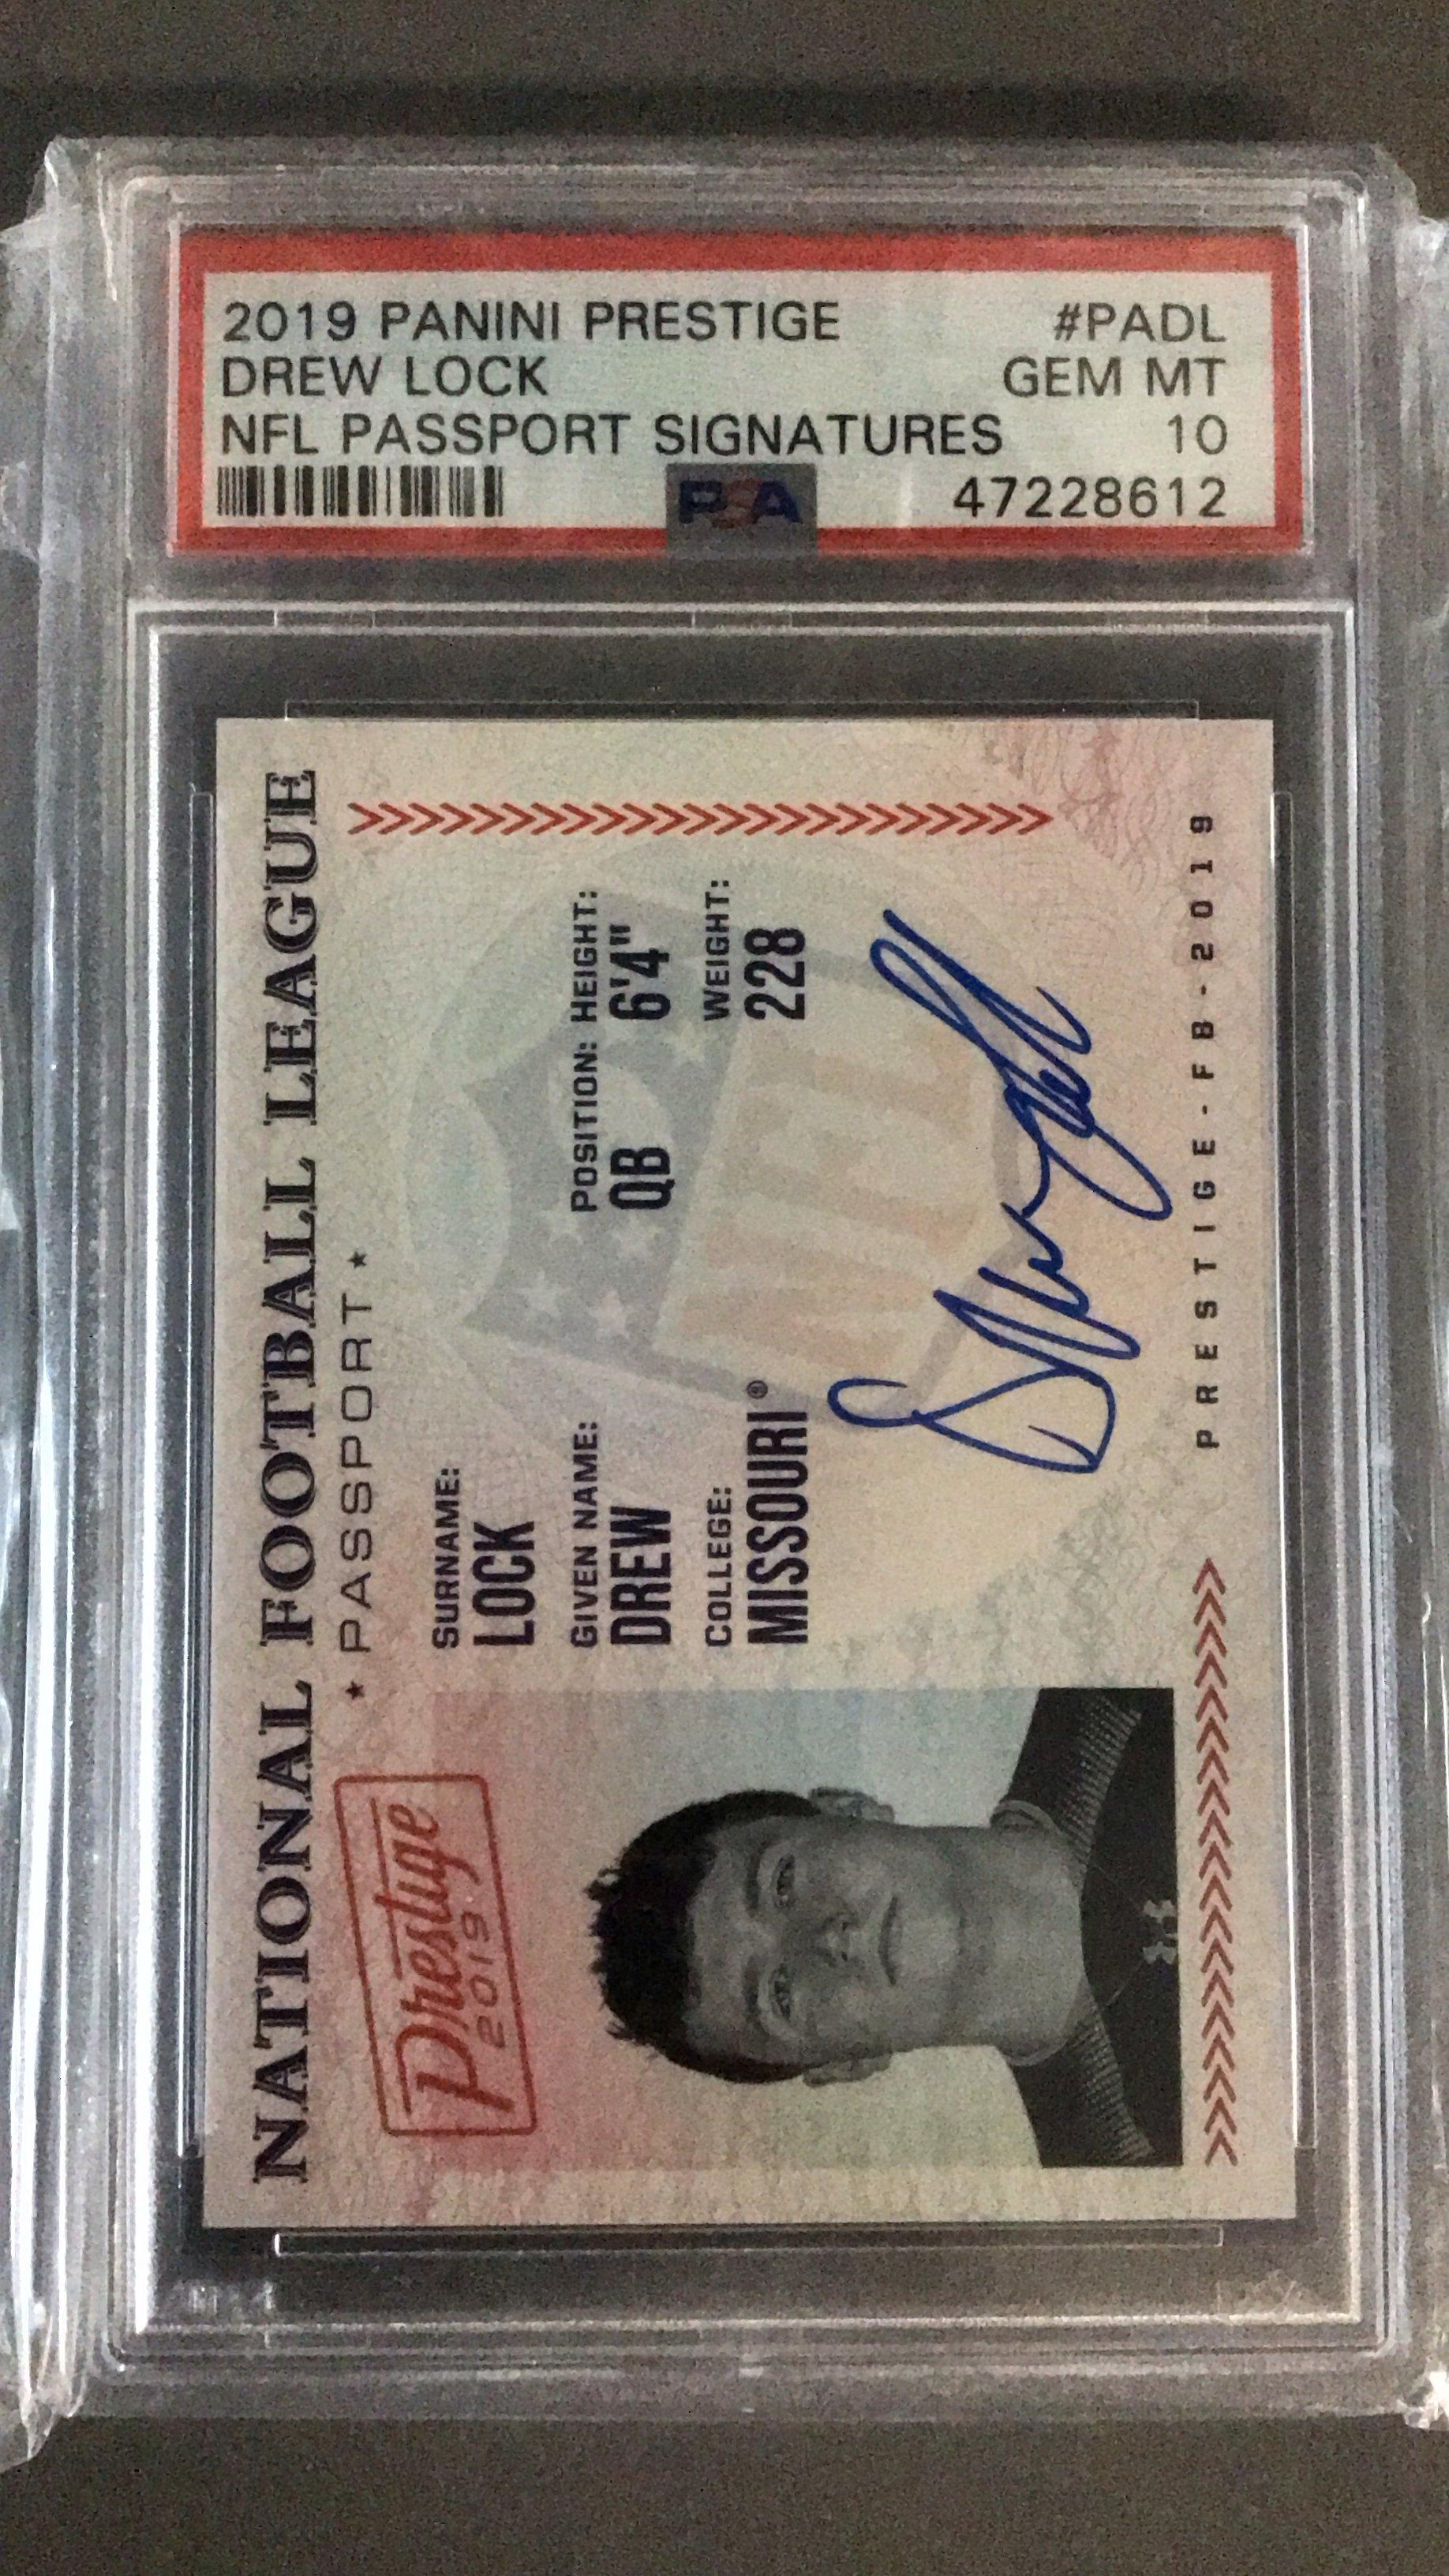 2019 PANINI PRESTIGE #PADL
DREW LOCK GEM MT
NFL PASSPORT SIGNATURES 10
PSA 47228612
NATIONAL FOOTBALL LEAGUE
★ PASSPORT ★
Prestige
2019
SURNAME:
LOCK
GIVEN NAME: POSITION: HEIGHT:
DREW QB 6'4"
COLLEGE: WEIGHT:
MISSOURI® 228
PRESTIGE-FB-2019